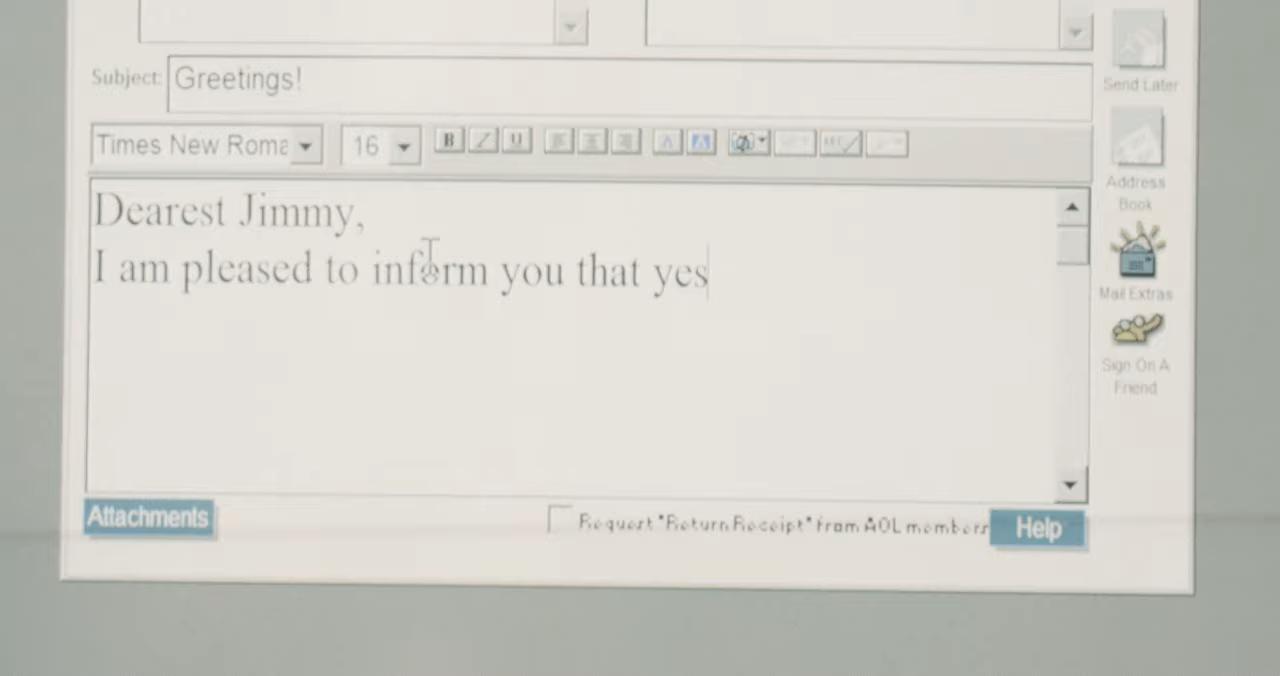 Send Later
Subject: Greetings!
Times New Roma 16 B I U A A
Address
Book
Dearest Jimmy,
I am pleased to inform you that yes
Mail Extras
Sign On A
Friend
Attachments
Request "Return Receipt" from AOL members
Help